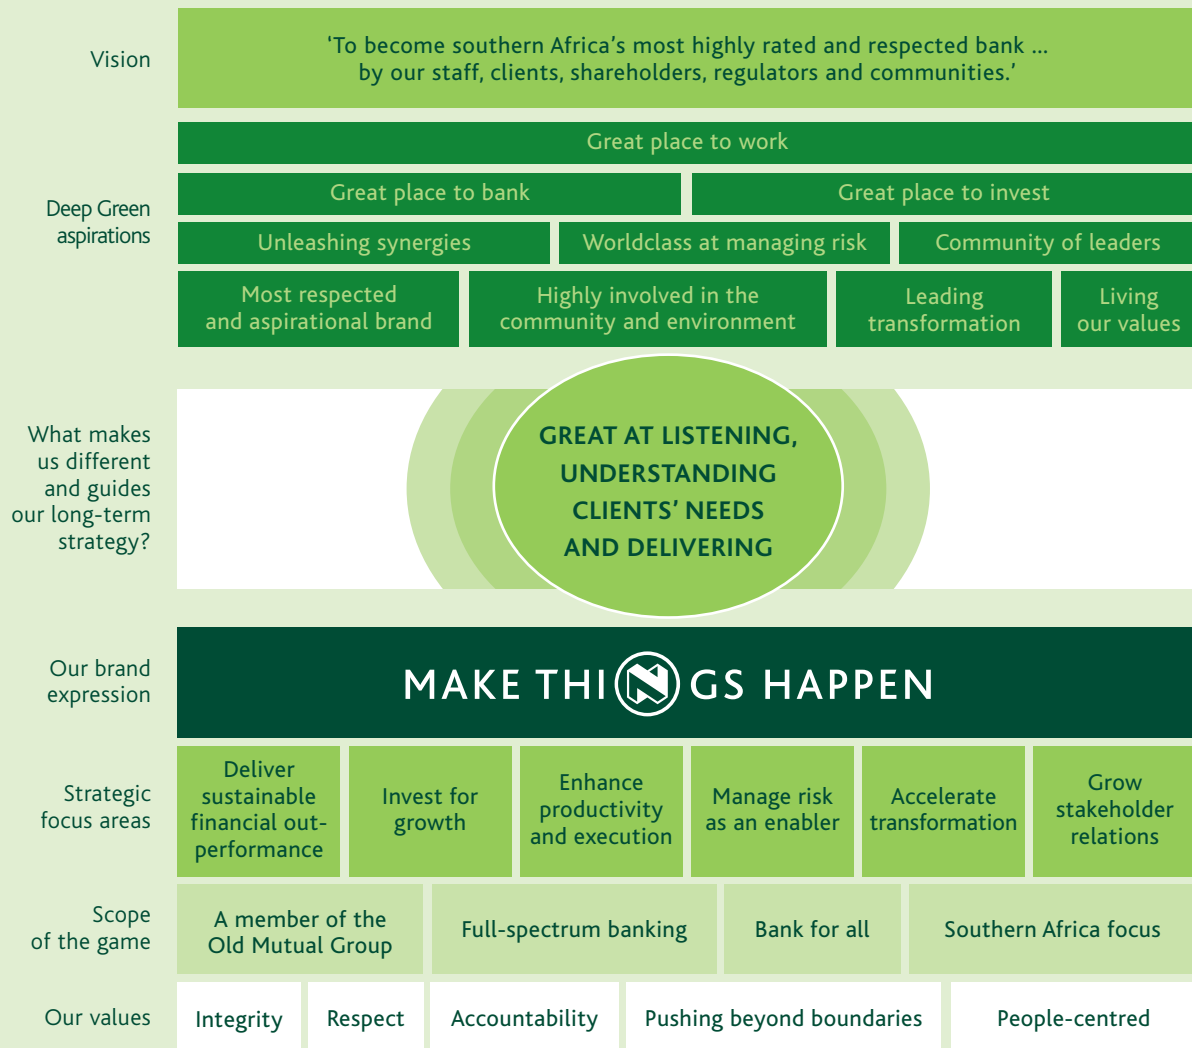 Vision
‘To become southern Africa’s most highly rated and respected bank ...
by our staff, clients, shareholders, regulators and communities.’
Deep Green
aspirations
Great place to work
Great place to bank
Great place to invest
Unleashing synergies
Worldclass at managing risk
Community of leaders
Most respected
and aspirational brand
Highly involved in the
community and environment
Leading
transformation
Living
our values
What makes
us different
and guides
our long-term
strategy?
GREAT AT LISTENING,
UNDERSTANDING
CLIENTS’ NEEDS
AND DELIVERING
Our brand
expression
MAKE THINGS HAPPEN
Strategic
focus areas
Deliver
sustainable
financial out-
performance
Invest for
growth
Enhance
productivity
and execution
Manage risk
as an enabler
Accelerate
transformation
Grow
stakeholder
relations
Scope
of the game
A member of the
Old Mutual Group
Full-spectrum banking
Bank for all
Southern Africa focus
Our values
Integrity
Respect
Accountability
Pushing beyond boundaries
People-centred